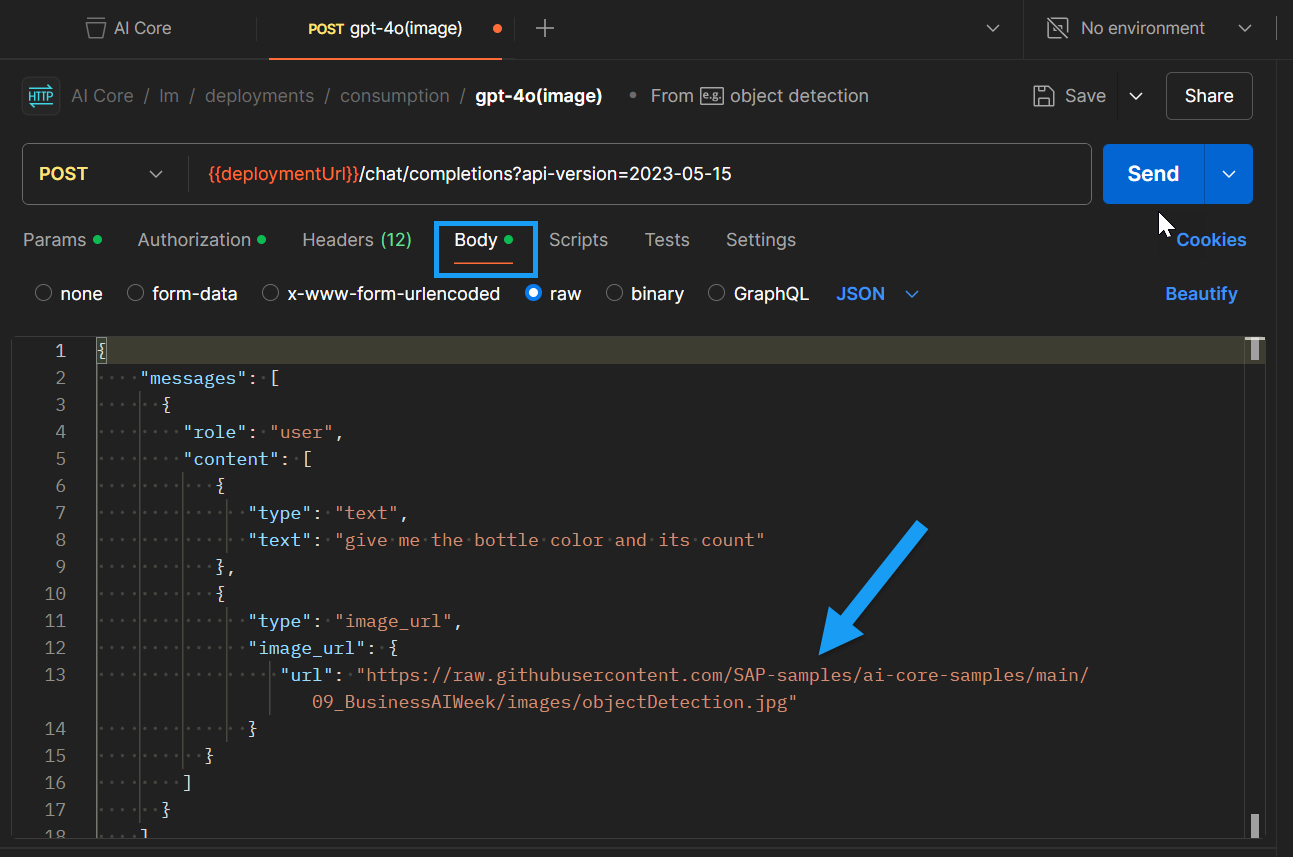 AI Core POST gpt-4o(image) No environment
HTTP AI Core / lm / deployments / consumption / gpt-4o(image) • From e.g. object detection Save Share
POST {{deploymentUrl}}/chat/completions?api-version=2023-05-15 Send
Params Authorization Headers (12) Body Scripts Tests Settings Cookies
none form-data x-www-form-urlencoded raw binary GraphQL JSON Beautify
1 {
2 "messages": [
3 {
4 "role": "user",
5 "content": [
6 {
7 "type": "text",
8 "text": "give me the bottle color and its count"
9 },
10 {
11 "type": "image_url",
12 "image_url": {
13 "url": "https://raw.githubusercontent.com/SAP-samples/ai-core-samples/main/
09_BusinessAIWeek/images/objectDetection.jpg"
14 }
15 }
16 ]
17 }
18 ]